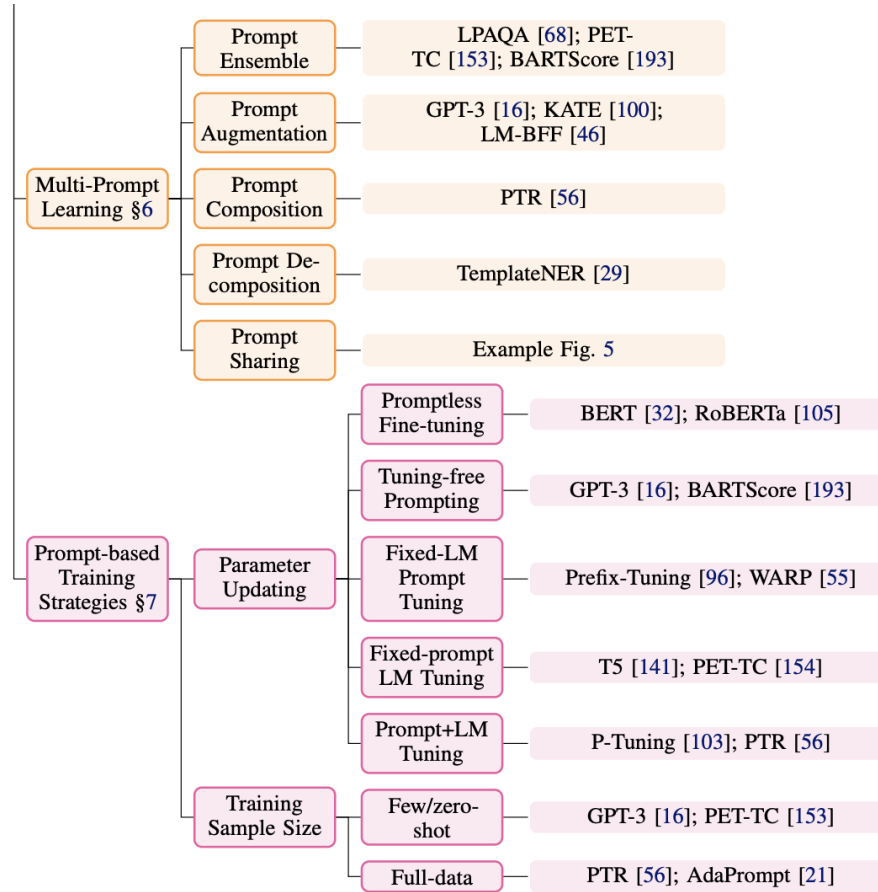 Prompt
Ensemble
LPAQA [68]; PET-
TC [153]; BARTScore [193]
Prompt
Augmentation
GPT-3 [16]; KATE [100];
LM-BFF [46]
Multi-Prompt
Learning §6
Prompt
Composition
PTR [56]
Prompt De-
composition
TemplateNER [29]
Prompt
Sharing
Example Fig. 5
Promptless
Fine-tuning
BERT [32]; RoBERTa [105]
Tuning-free
Prompting
GPT-3 [16]; BARTScore [193]
Prompt-based
Training
Strategies §7
Parameter
Updating
Fixed-LM
Prompt
Tuning
Prefix-Tuning [96]; WARP [55]
Fixed-prompt
LM Tuning
T5 [141]; PET-TC [154]
Prompt+LM
Tuning
P-Tuning [103]; PTR [56]
Training
Sample Size
Few/zero-
shot
GPT-3 [16]; PET-TC [153]
Full-data
PTR [56]; AdaPrompt [21]